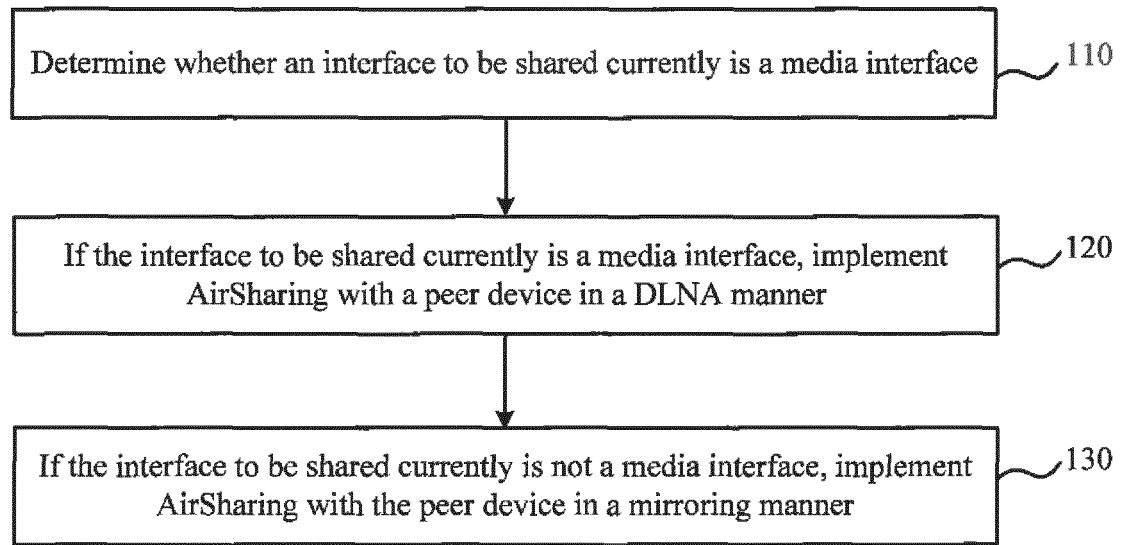 Determine whether an interface to be shared currently is a media interface
110
If the interface to be shared currently is a media interface, implement
AirSharing with a peer device in a DLNA manner
120
If the interface to be shared currently is not a media interface, implement
AirSharing with the peer device in a mirroring manner
130